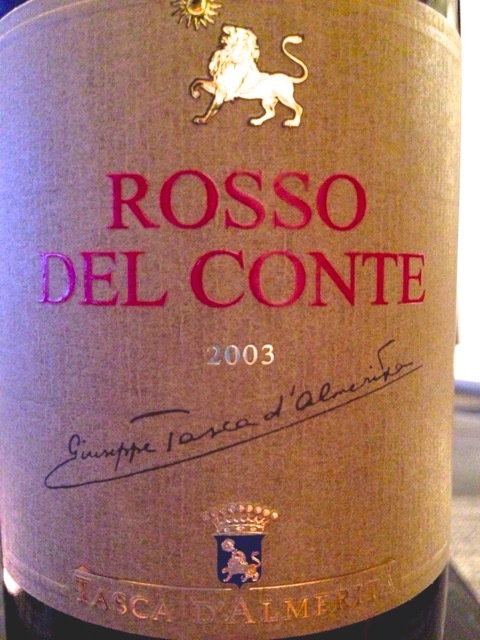 ROSSO
DEL CONTE
2003
Giuseppe Tasca d'Almerita
TASCA D'ALMERITA